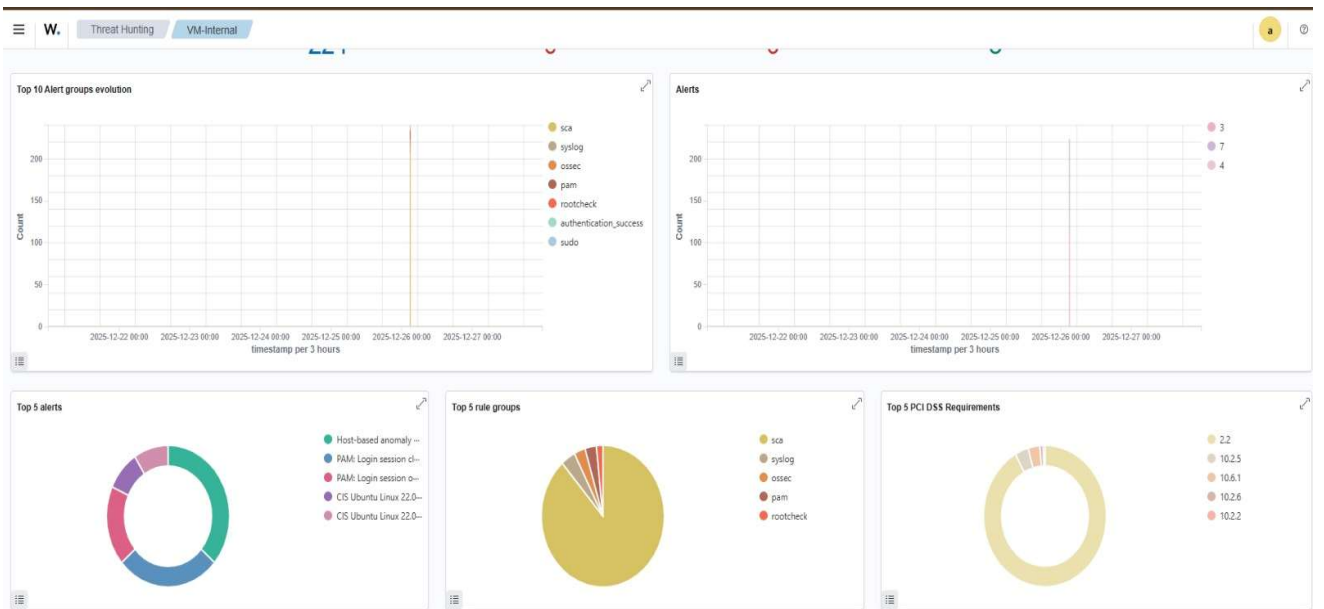 W. Threat Hunting VM-Internal a
Top 10 Alert groups evolution
Count
200
150
100
50
0
2025-12-22 00:00 2025-12-23 00:00 2025-12-24 00:00 2025-12-25 00:00 2025-12-26 00:00 2025-12-27 00:00
timestamp per 3 hours
sca
syslog
ossec
pam
rootcheck
authentication_success
sudo
Alerts
Count
200
150
100
50
0
2025-12-22 00:00 2025-12-23 00:00 2025-12-24 00:00 2025-12-25 00:00 2025-12-26 00:00 2025-12-27 00:00
timestamp per 3 hours
3
7
4
Top 5 alerts
Host-based anomaly ...
PAM: Login session cl...
PAM: Login session o...
CIS Ubuntu Linux 22.0...
CIS Ubuntu Linux 22.0...
Top 5 rule groups
sca
syslog
ossec
pam
rootcheck
Top 5 PCI DSS Requirements
2.2
10.2.5
10.6.1
10.2.6
10.2.2